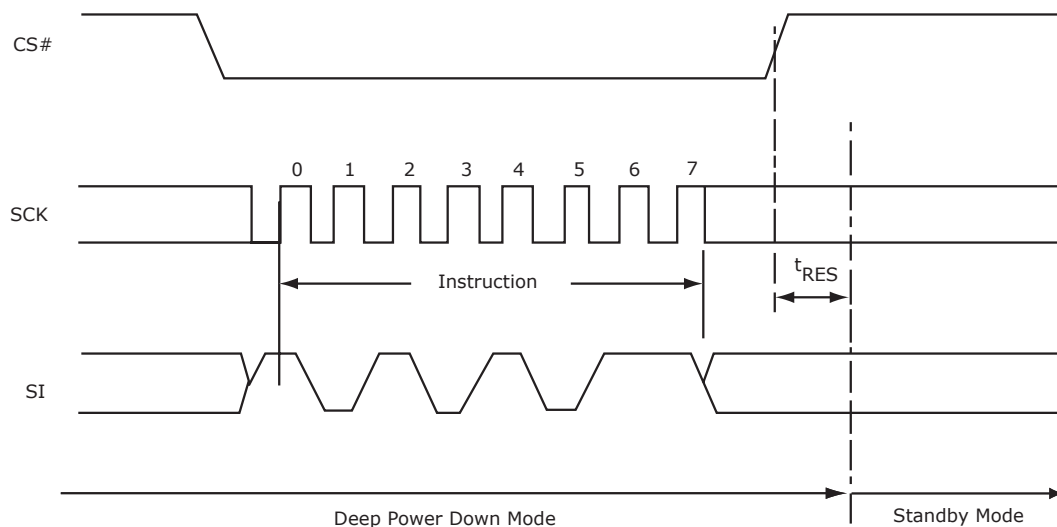 CS#
0 1 2 3 4 5 6 7
SCK
tRES
Instruction
SI
Deep Power Down Mode
Standby Mode